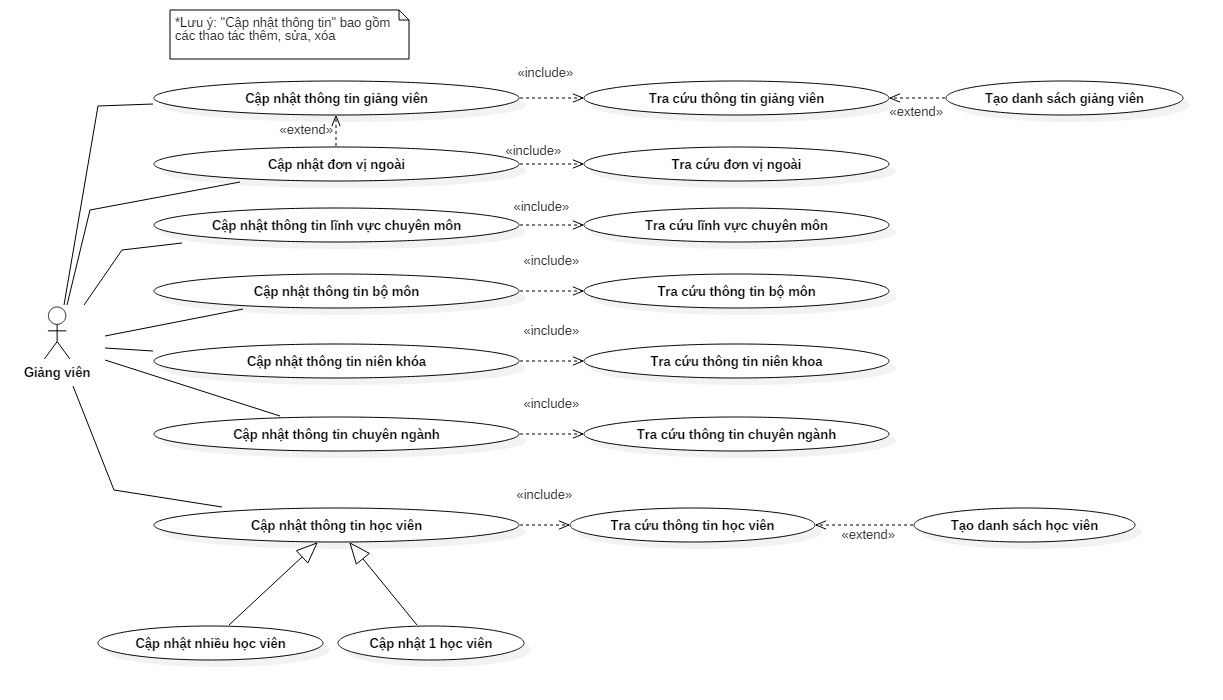 *Lưu ý: "Cập nhật thông tin" bao gồm
các thao tác thêm, sửa, xóa
«include»
Cập nhật thông tin giảng viên
Tra cứu thông tin giảng viên
Tạo danh sách giảng viên
«extend»
«extend»
«include»
Cập nhật đơn vị ngoài
Tra cứu đơn vị ngoài
«include»
Cập nhật thông tin lĩnh vực chuyên môn
Tra cứu lĩnh vực chuyên môn
«include»
Cập nhật thông tin bộ môn
Tra cứu thông tin bộ môn
«include»
Cập nhật thông tin niên khóa
Tra cứu thông tin niên khoa
Giảng viên
«include»
Cập nhật thông tin chuyên ngành
Tra cứu thông tin chuyên ngành
«include»
Cập nhật thông tin học viên
Tra cứu thông tin học viên
Tạo danh sách học viên
«extend»
Cập nhật nhiều học viên
Cập nhật 1 học viên